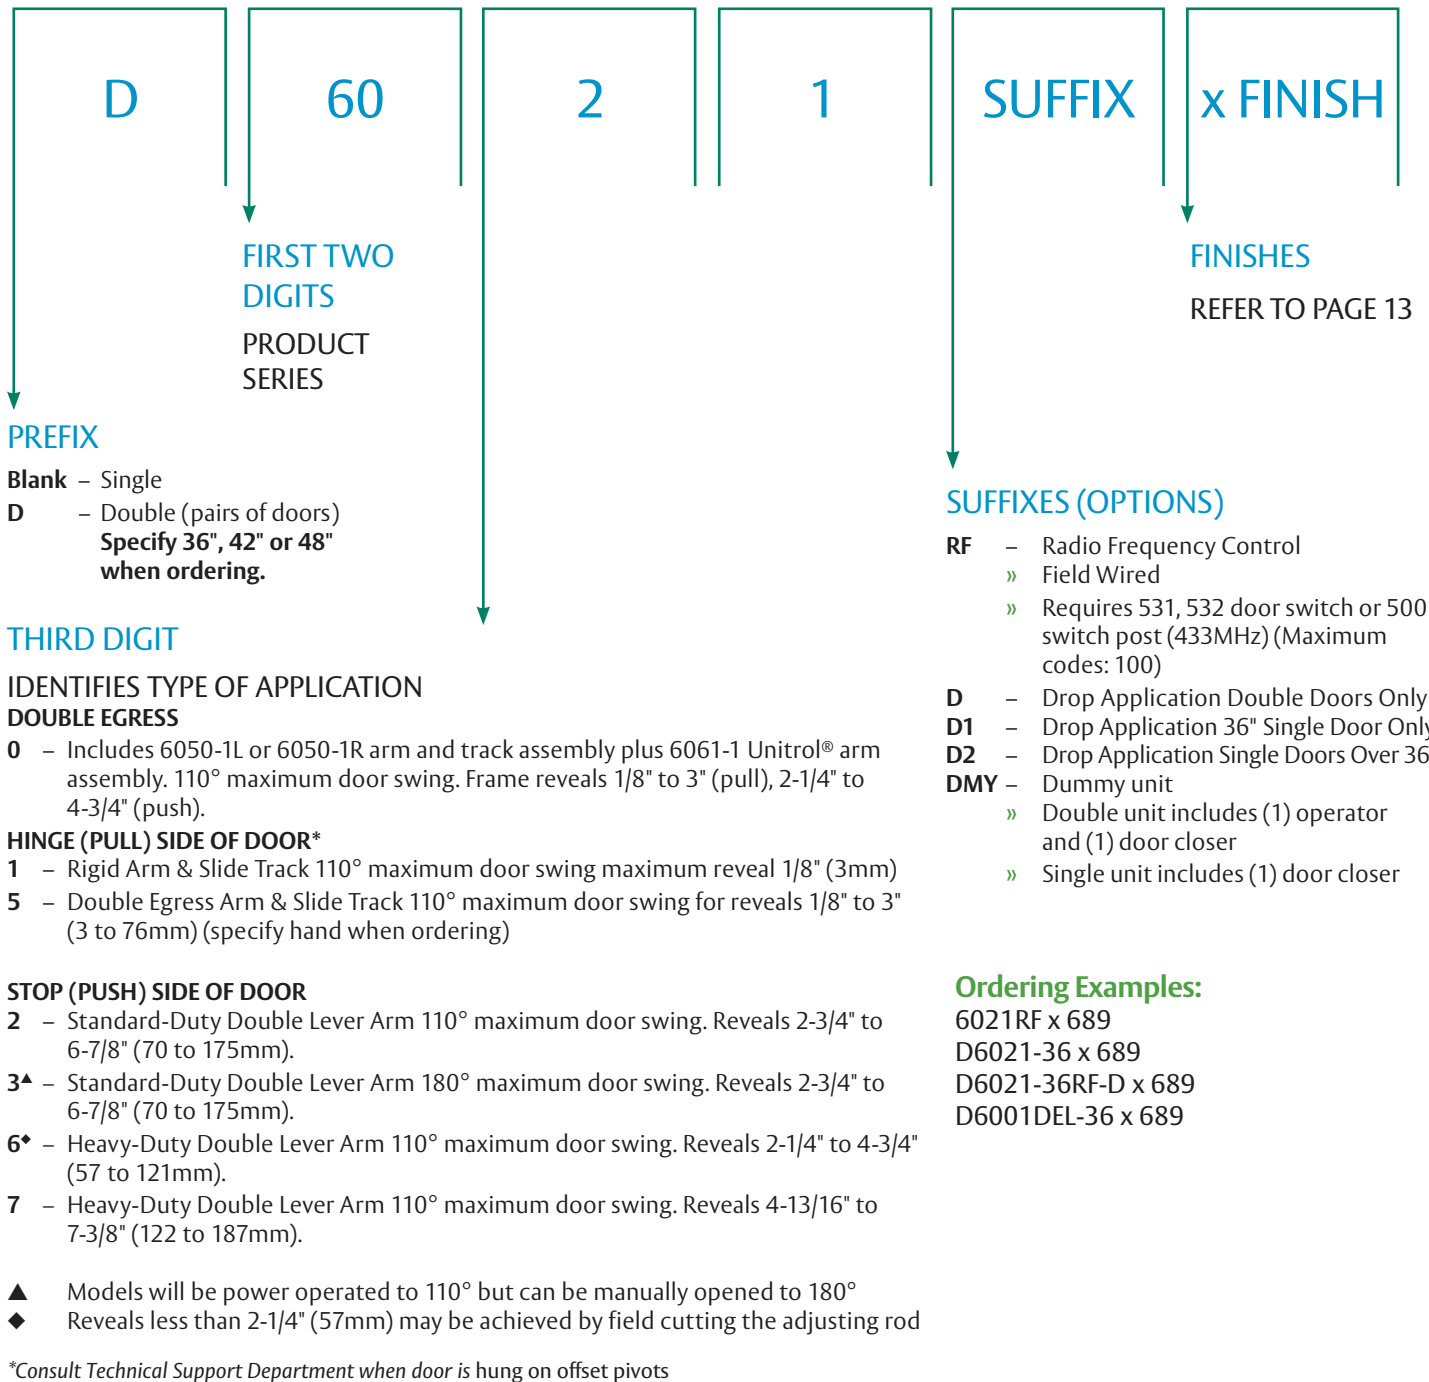 D 60 2 1 SUFFIX x FINISH
FIRST TWO
DIGITS
PRODUCT
SERIES
FINISHES
REFER TO PAGE 13
PREFIX
Blank – Single
D – Double (pairs of doors)
Specify 36", 42" or 48"
when ordering.
THIRD DIGIT
IDENTIFIES TYPE OF APPLICATION
DOUBLE EGRESS
0 – Includes 6050-1L or 6050-1R arm and track assembly plus 6061-1 Unitrol® arm
assembly. 110° maximum door swing. Frame reveals 1/8" to 3" (pull), 2-1/4" to
4-3/4" (push).
HINGE (PULL) SIDE OF DOOR*
1 – Rigid Arm & Slide Track 110° maximum door swing maximum reveal 1/8" (3mm)
5 – Double Egress Arm & Slide Track 110° maximum door swing for reveals 1/8" to 3"
(3 to 76mm) (specify hand when ordering)
STOP (PUSH) SIDE OF DOOR
2 – Standard-Duty Double Lever Arm 110° maximum door swing. Reveals 2-3/4" to
6-7/8" (70 to 175mm).
3▲ – Standard-Duty Double Lever Arm 180° maximum door swing. Reveals 2-3/4" to
6-7/8" (70 to 175mm).
6◆ – Heavy-Duty Double Lever Arm 110° maximum door swing. Reveals 2-1/4" to 4-3/4"
(57 to 121mm).
7 – Heavy-Duty Double Lever Arm 110° maximum door swing. Reveals 4-13/16" to
7-3/8" (122 to 187mm).
▲ Models will be power operated to 110° but can be manually opened to 180°
◆ Reveals less than 2-1/4" (57mm) may be achieved by field cutting the adjusting rod
*Consult Technical Support Department when door is hung on offset pivots
SUFFIXES (OPTIONS)
RF – Radio Frequency Control
» Field Wired
» Requires 531, 532 door switch or 500
switch post (433MHz) (Maximum
codes: 100)
D – Drop Application Double Doors Only
D1 – Drop Application 36" Single Door Only
D2 – Drop Application Single Doors Over 36
DMY – Dummy unit
» Double unit includes (1) operator
and (1) door closer
» Single unit includes (1) door closer
Ordering Examples:
6021RF x 689
D6021-36 x 689
D6021-36RF-D x 689
D6001DEL-36 x 689